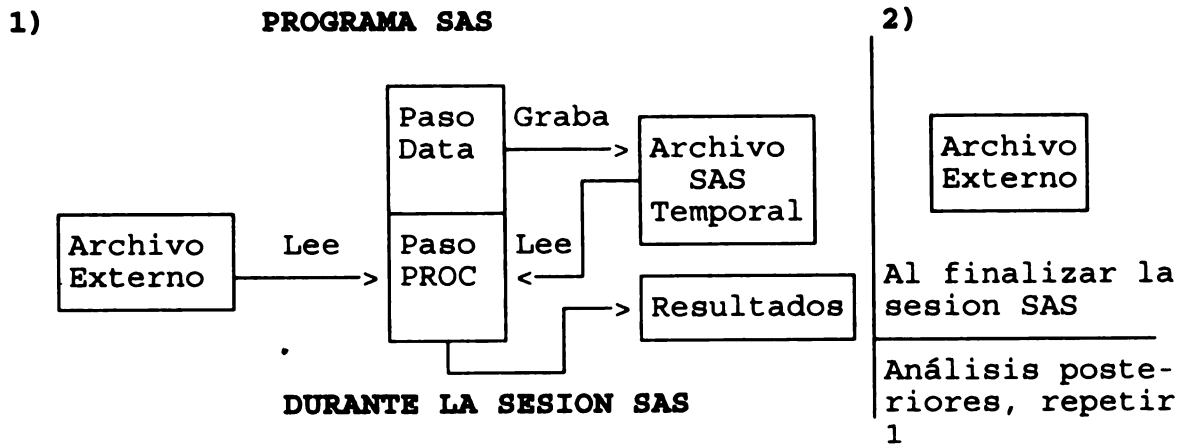 1) PROGRAMA SAS
Paso
Data
Graba
Archivo
SAS
Temporal
Archivo
Externo
Lee
Paso
PROC
Lee
Resultados
DURANTE LA SESION SAS
2)
Archivo
Externo
Al finalizar la
sesion SAS
Análisis poste-
riores, repetir
1